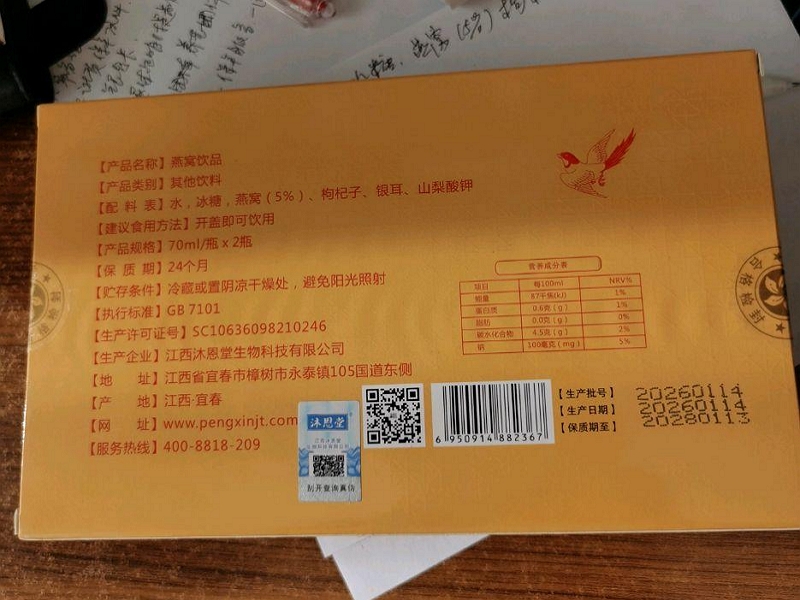 【产品名称】燕窝饮品
【产品类别】其他饮料
【配 料 表】水，冰糖，燕窝（5%）、枸杞子、银耳、山梨酸钾
【建议食用方法】开盖即可饮用
【产品规格】70ml/瓶 x 2瓶
【保 质 期】24个月
【贮存条件】冷藏或置阴凉干燥处，避免阳光照射
【执行标准】GB 7101
【生产许可证号】SC10636098210246
【生产企业】江西沐恩堂生物科技有限公司
【地 址】江西省宜春市樟树市永泰镇105国道东侧
【产 地】江西·宜春
【网 址】www.pengxinjt.com
【服务热线】400-8818-209
营养成分表
项目 每100ml NRV%
能量 87千焦(kJ) 1%
蛋白质 0.6克（g） 1%
脂肪 0.0克（g） 0%
碳水化合物 4.5克（g） 2%
钠 100毫克（mg） 5%
沐恩堂
刮开查询真伪
6 950914 882367
【生产批号】 20260114
【生产日期】 20260114
【保质期至】 20280113
合格